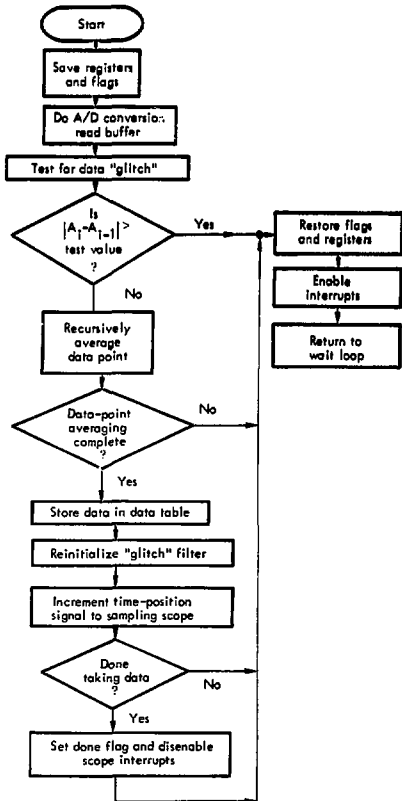 Start
Save registers
and flags
Do A/D conversion
read buffer
Test for data "glitch"
Is
|A_i-A_{i-1}|>
test value
?
Yes
No
Restore flags
and registers
Enable
interrupts
Return to
wait loop
Recursively
average
data point
Data-point
averaging
complete
?
No
Yes
Store data in data table
Reinitialize "glitch" filter
Increment time-position
signal to sampling scope
Done
taking data
?
No
Yes
Set done flag and disenable
scope interrupts